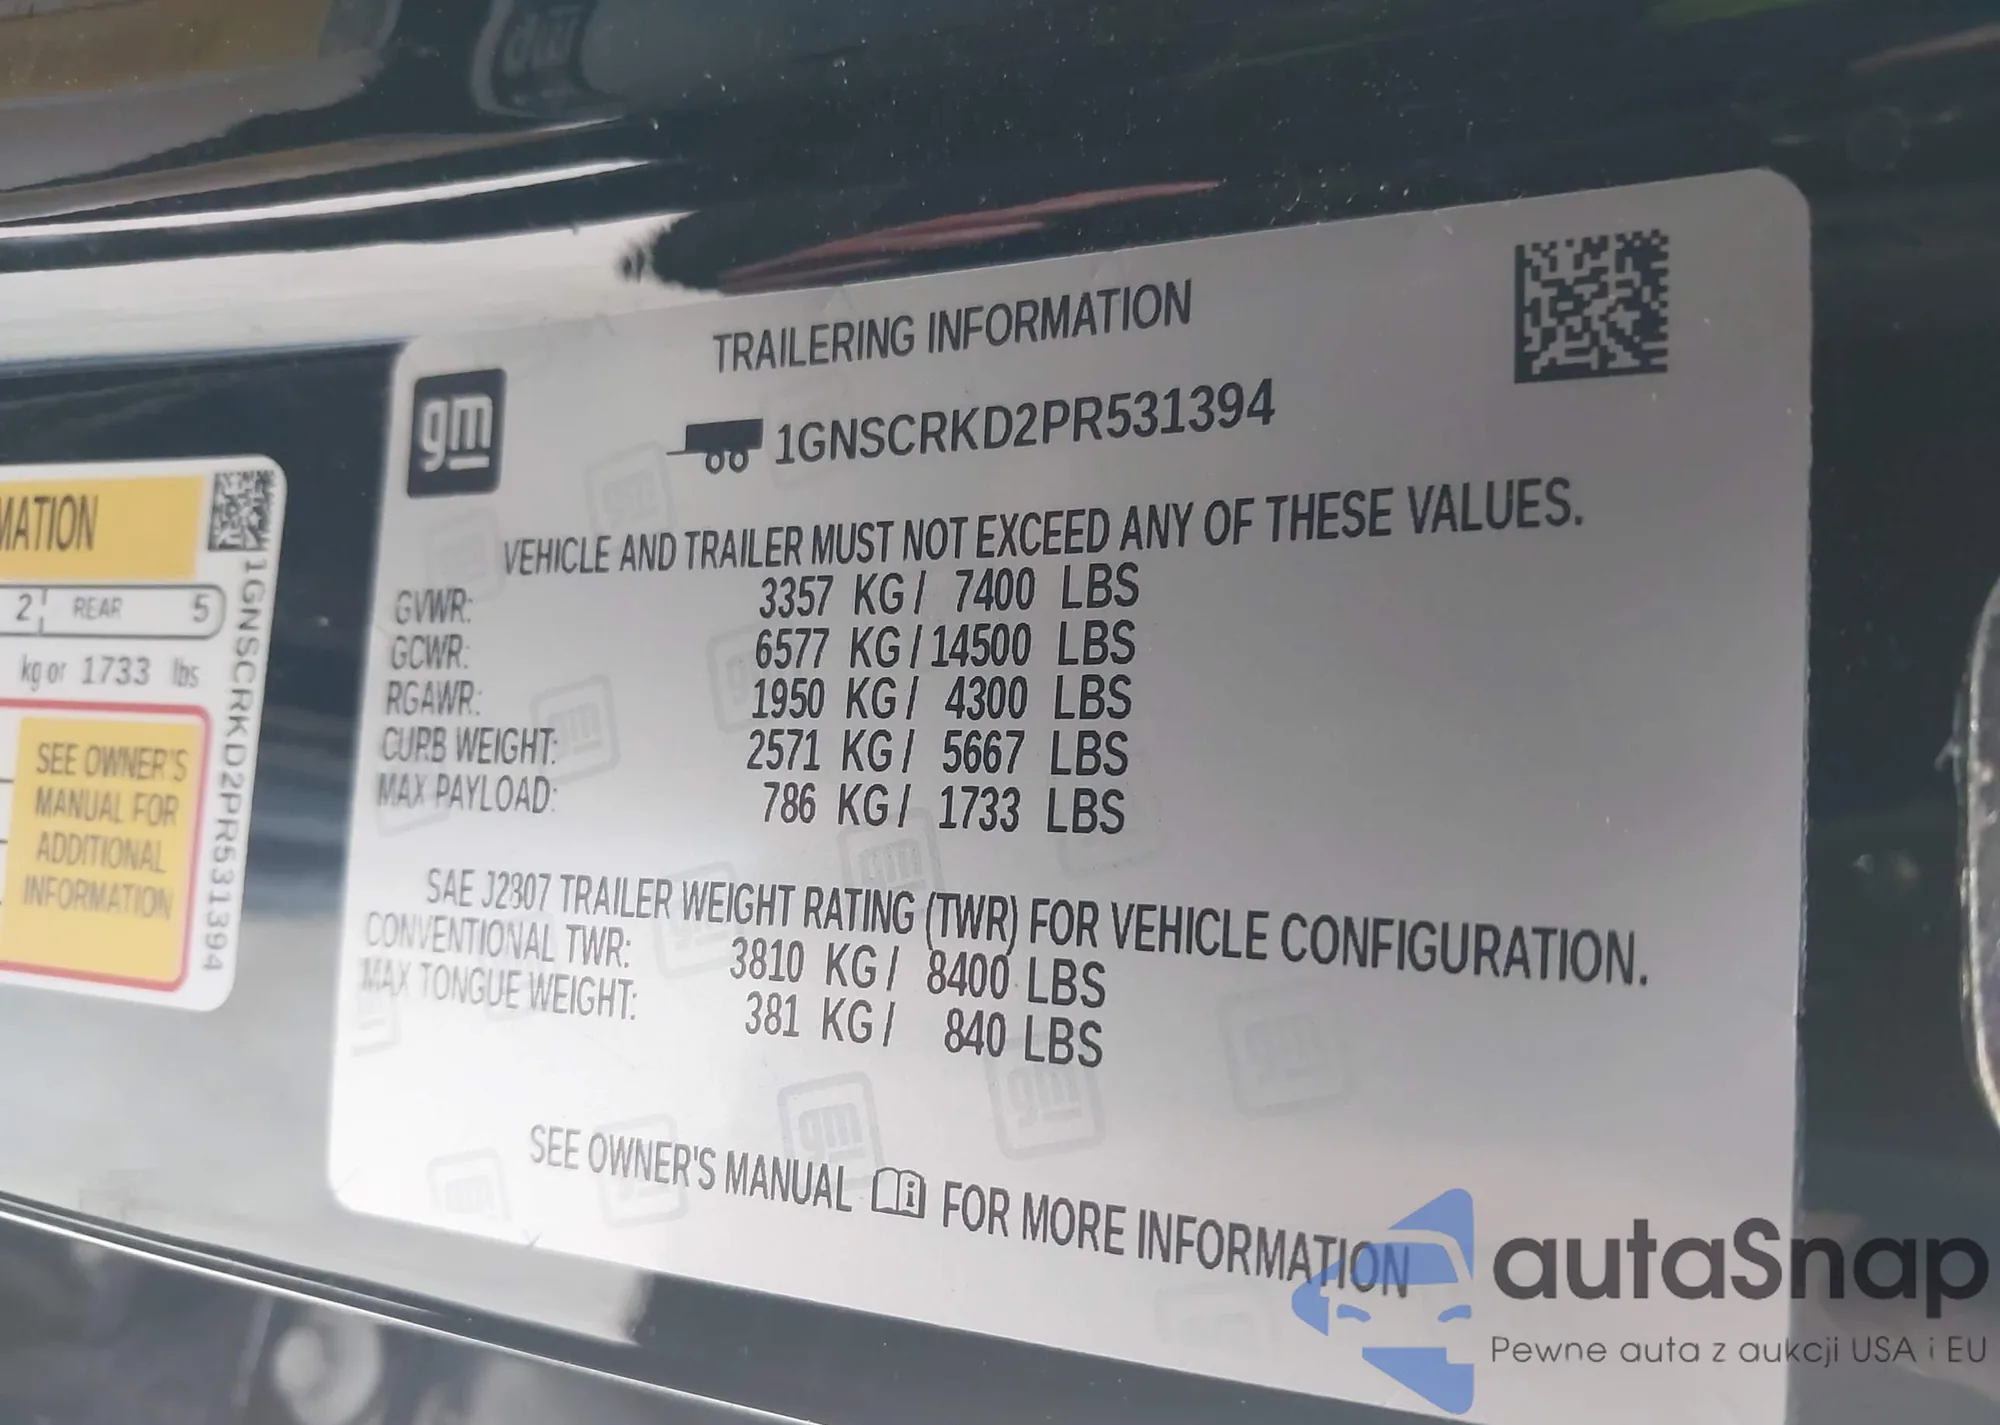 MATION
2 REAR 5
kg or 1733 lbs
SEE OWNER'S
MANUAL FOR
ADDITIONAL
INFORMATION
1GNSCRKD2PR531394
gm
TRAILERING INFORMATION
1GNSCRKD2PR531394
VEHICLE AND TRAILER MUST NOT EXCEED ANY OF THESE VALUES.
GVWR: 3357 KG/ 7400 LBS
GCWR: 6577 KG/14500 LBS
RGAWR: 1950 KG/ 4300 LBS
CURB WEIGHT: 2571 KG/ 5667 LBS
MAX PAYLOAD: 786 KG/ 1733 LBS
SAE J2807 TRAILER WEIGHT RATING (TWR) FOR VEHICLE CONFIGURATION.
CONVENTIONAL TWR: 3810 KG/ 8400 LBS
MAX TONGUE WEIGHT: 381 KG/ 840 LBS
SEE OWNER'S MANUAL i FOR MORE INFORMATION
autaSnap
Pewne auta z aukcji USA i EU